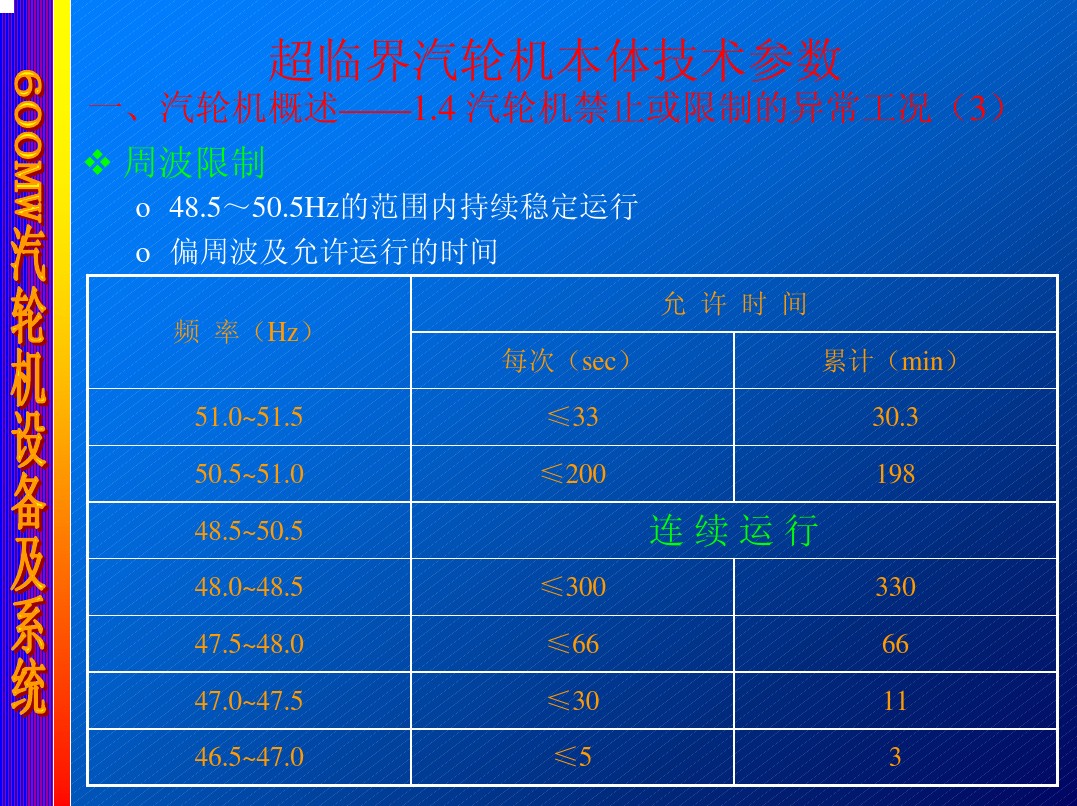 超临界汽轮机本体技术参数
一、汽轮机概述——1.4 汽轮机禁止或限制的异常工况（3）
❖ 周波限制
o 48.5～50.5Hz的范围内持续稳定运行
o 偏周波及允许运行的时间
频 率（Hz） 允 许 时 间
每次（sec） 累计（min）
51.0~51.5 ≤33 30.3
50.5~51.0 ≤200 198
48.5~50.5 连 续 运 行
48.0~48.5 ≤300 330
47.5~48.0 ≤66 66
47.0~47.5 ≤30 11
46.5~47.0 ≤5 3
600MW汽轮机设备及系统